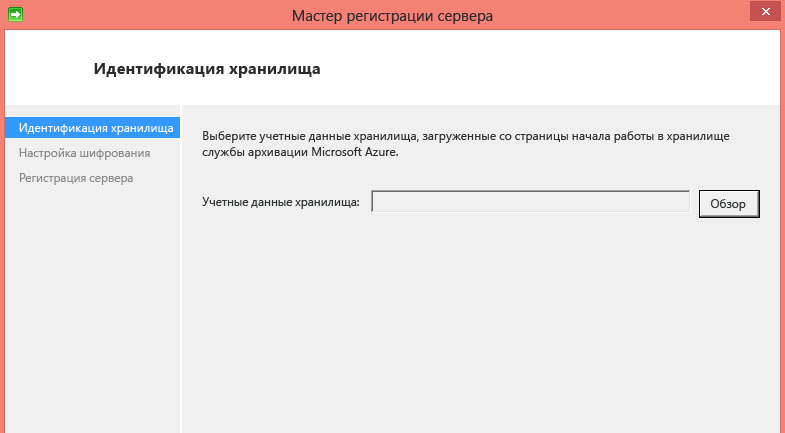 Мастер регистрации сервера
Идентификация хранилища
Идентификация хранилища
Настройка шифрования
Регистрация сервера
Выберите учетные данные хранилища, загруженные со страницы начала работы в хранилище
службы архивации Microsoft Azure.
Учетные данные хранилища:
Обзор